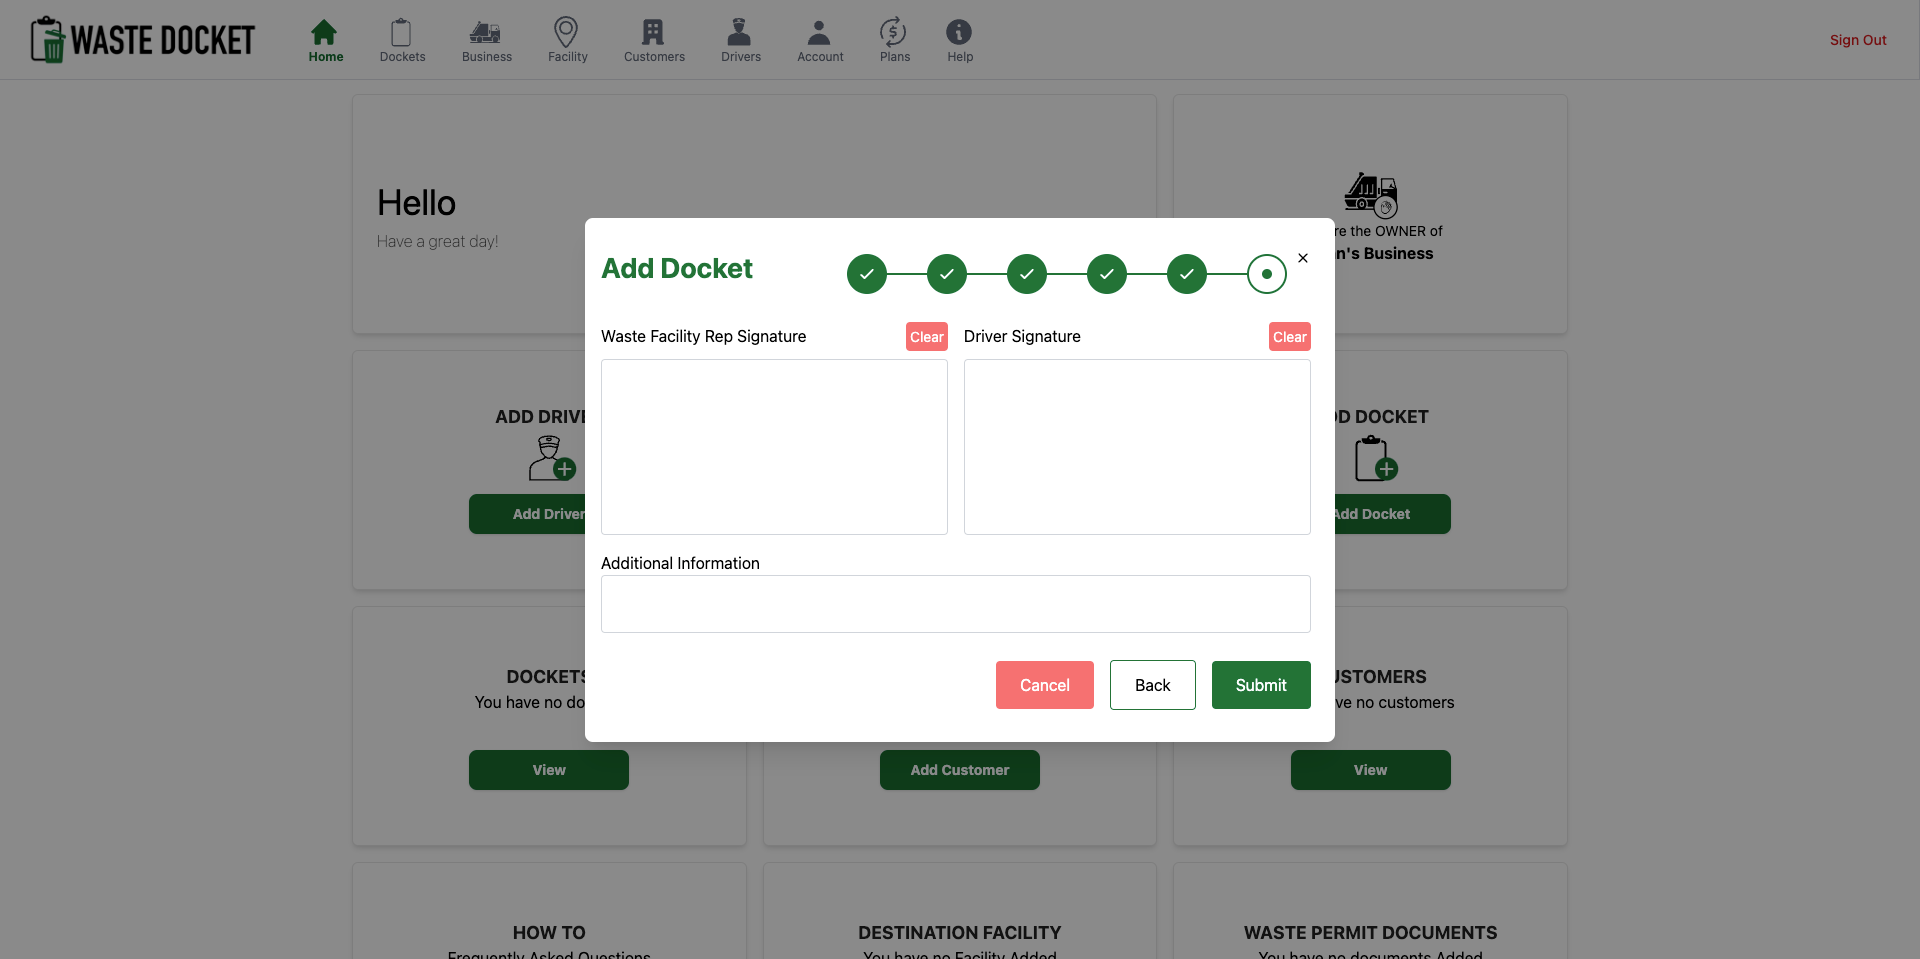 WASTE DOCKET
Home
Dockets
Business
Facility
Customers
Drivers
Account
Plans
Help
Sign Out
Hello
Have a great day!
re the OWNER of
n's Business
Add Docket
Waste Facility Rep Signature
Clear
Driver Signature
Clear
Additional Information
Cancel
Back
Submit
ADD DRIVE
Add Driver
DD DOCKET
Add Docket
DOCKETS
You have no do
View
Add Customer
USTOMERS
ve no customers
View
HOW TO
Frequently Asked Questions
DESTINATION FACILITY
You have no Facility Added
WASTE PERMIT DOCUMENTS
You have no documents Added